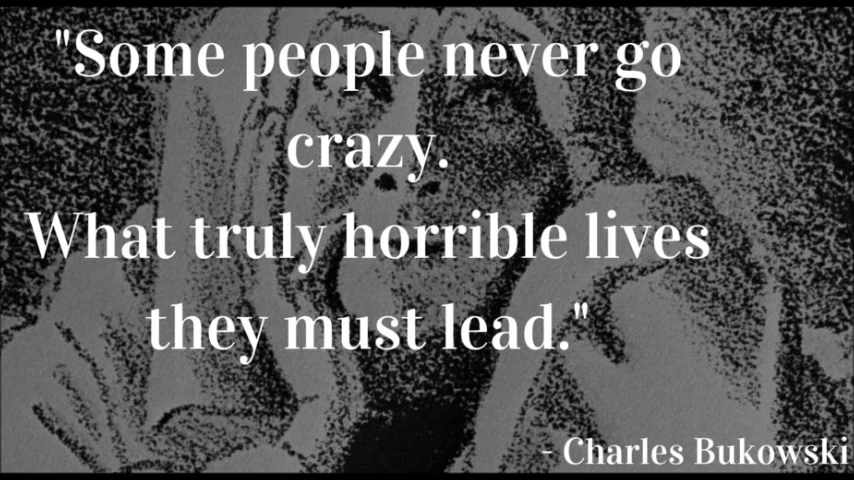 "Some people never go
crazy.
What truly horrible lives
they must lead."
- Charles Bukowski